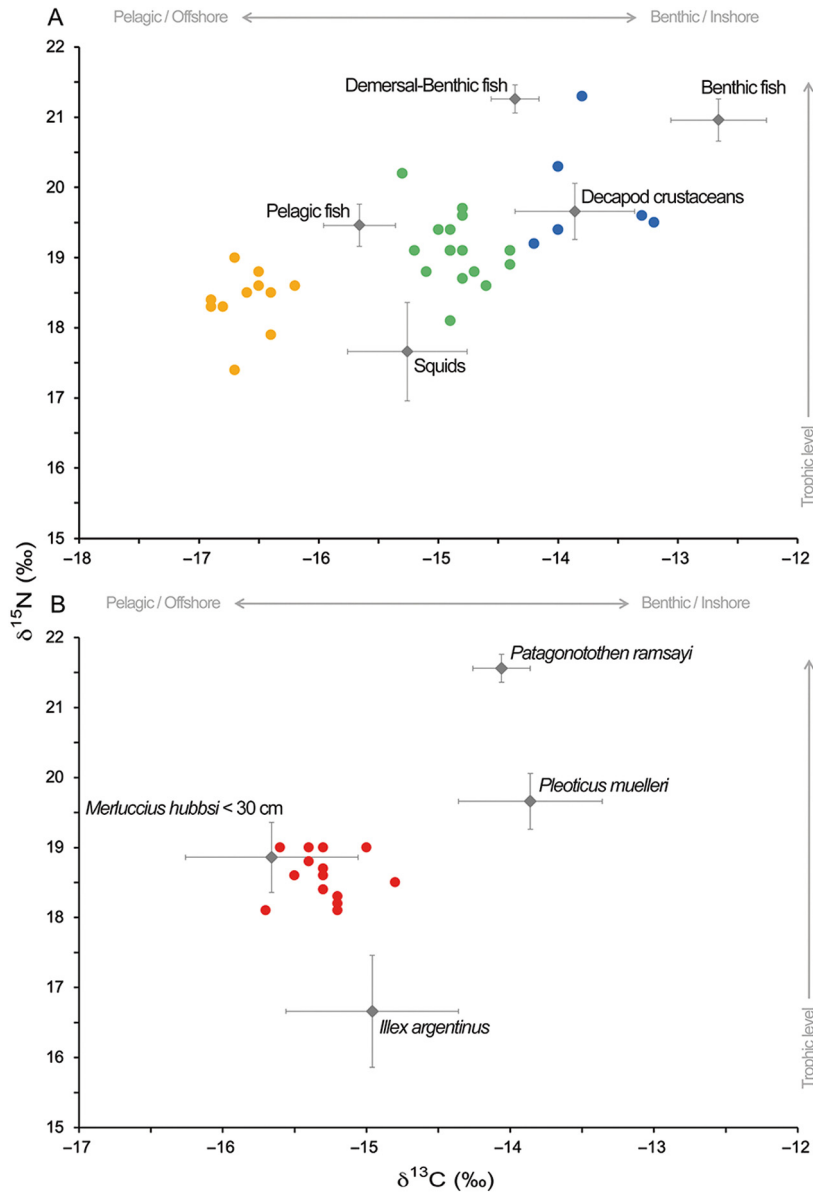 A
Pelagic / Offshore
Benthic / Inshore
22
21
20
19
18
17
16
15
Demersal-Benthic fish
Benthic fish
Pelagic fish
Decapod crustaceans
Squids
Trophic level
−18
−17
−16
−15
−14
−13
−12
δ15N (‰)
B
Pelagic / Offshore
Benthic / Inshore
22
21
20
19
18
17
16
15
Patagonotothen ramsayi
Pleoticus muelleri
Merluccius hubbsi < 30 cm
Illex argentinus
Trophic level
−17
−16
−15
−14
−13
−12
δ13C (‰)